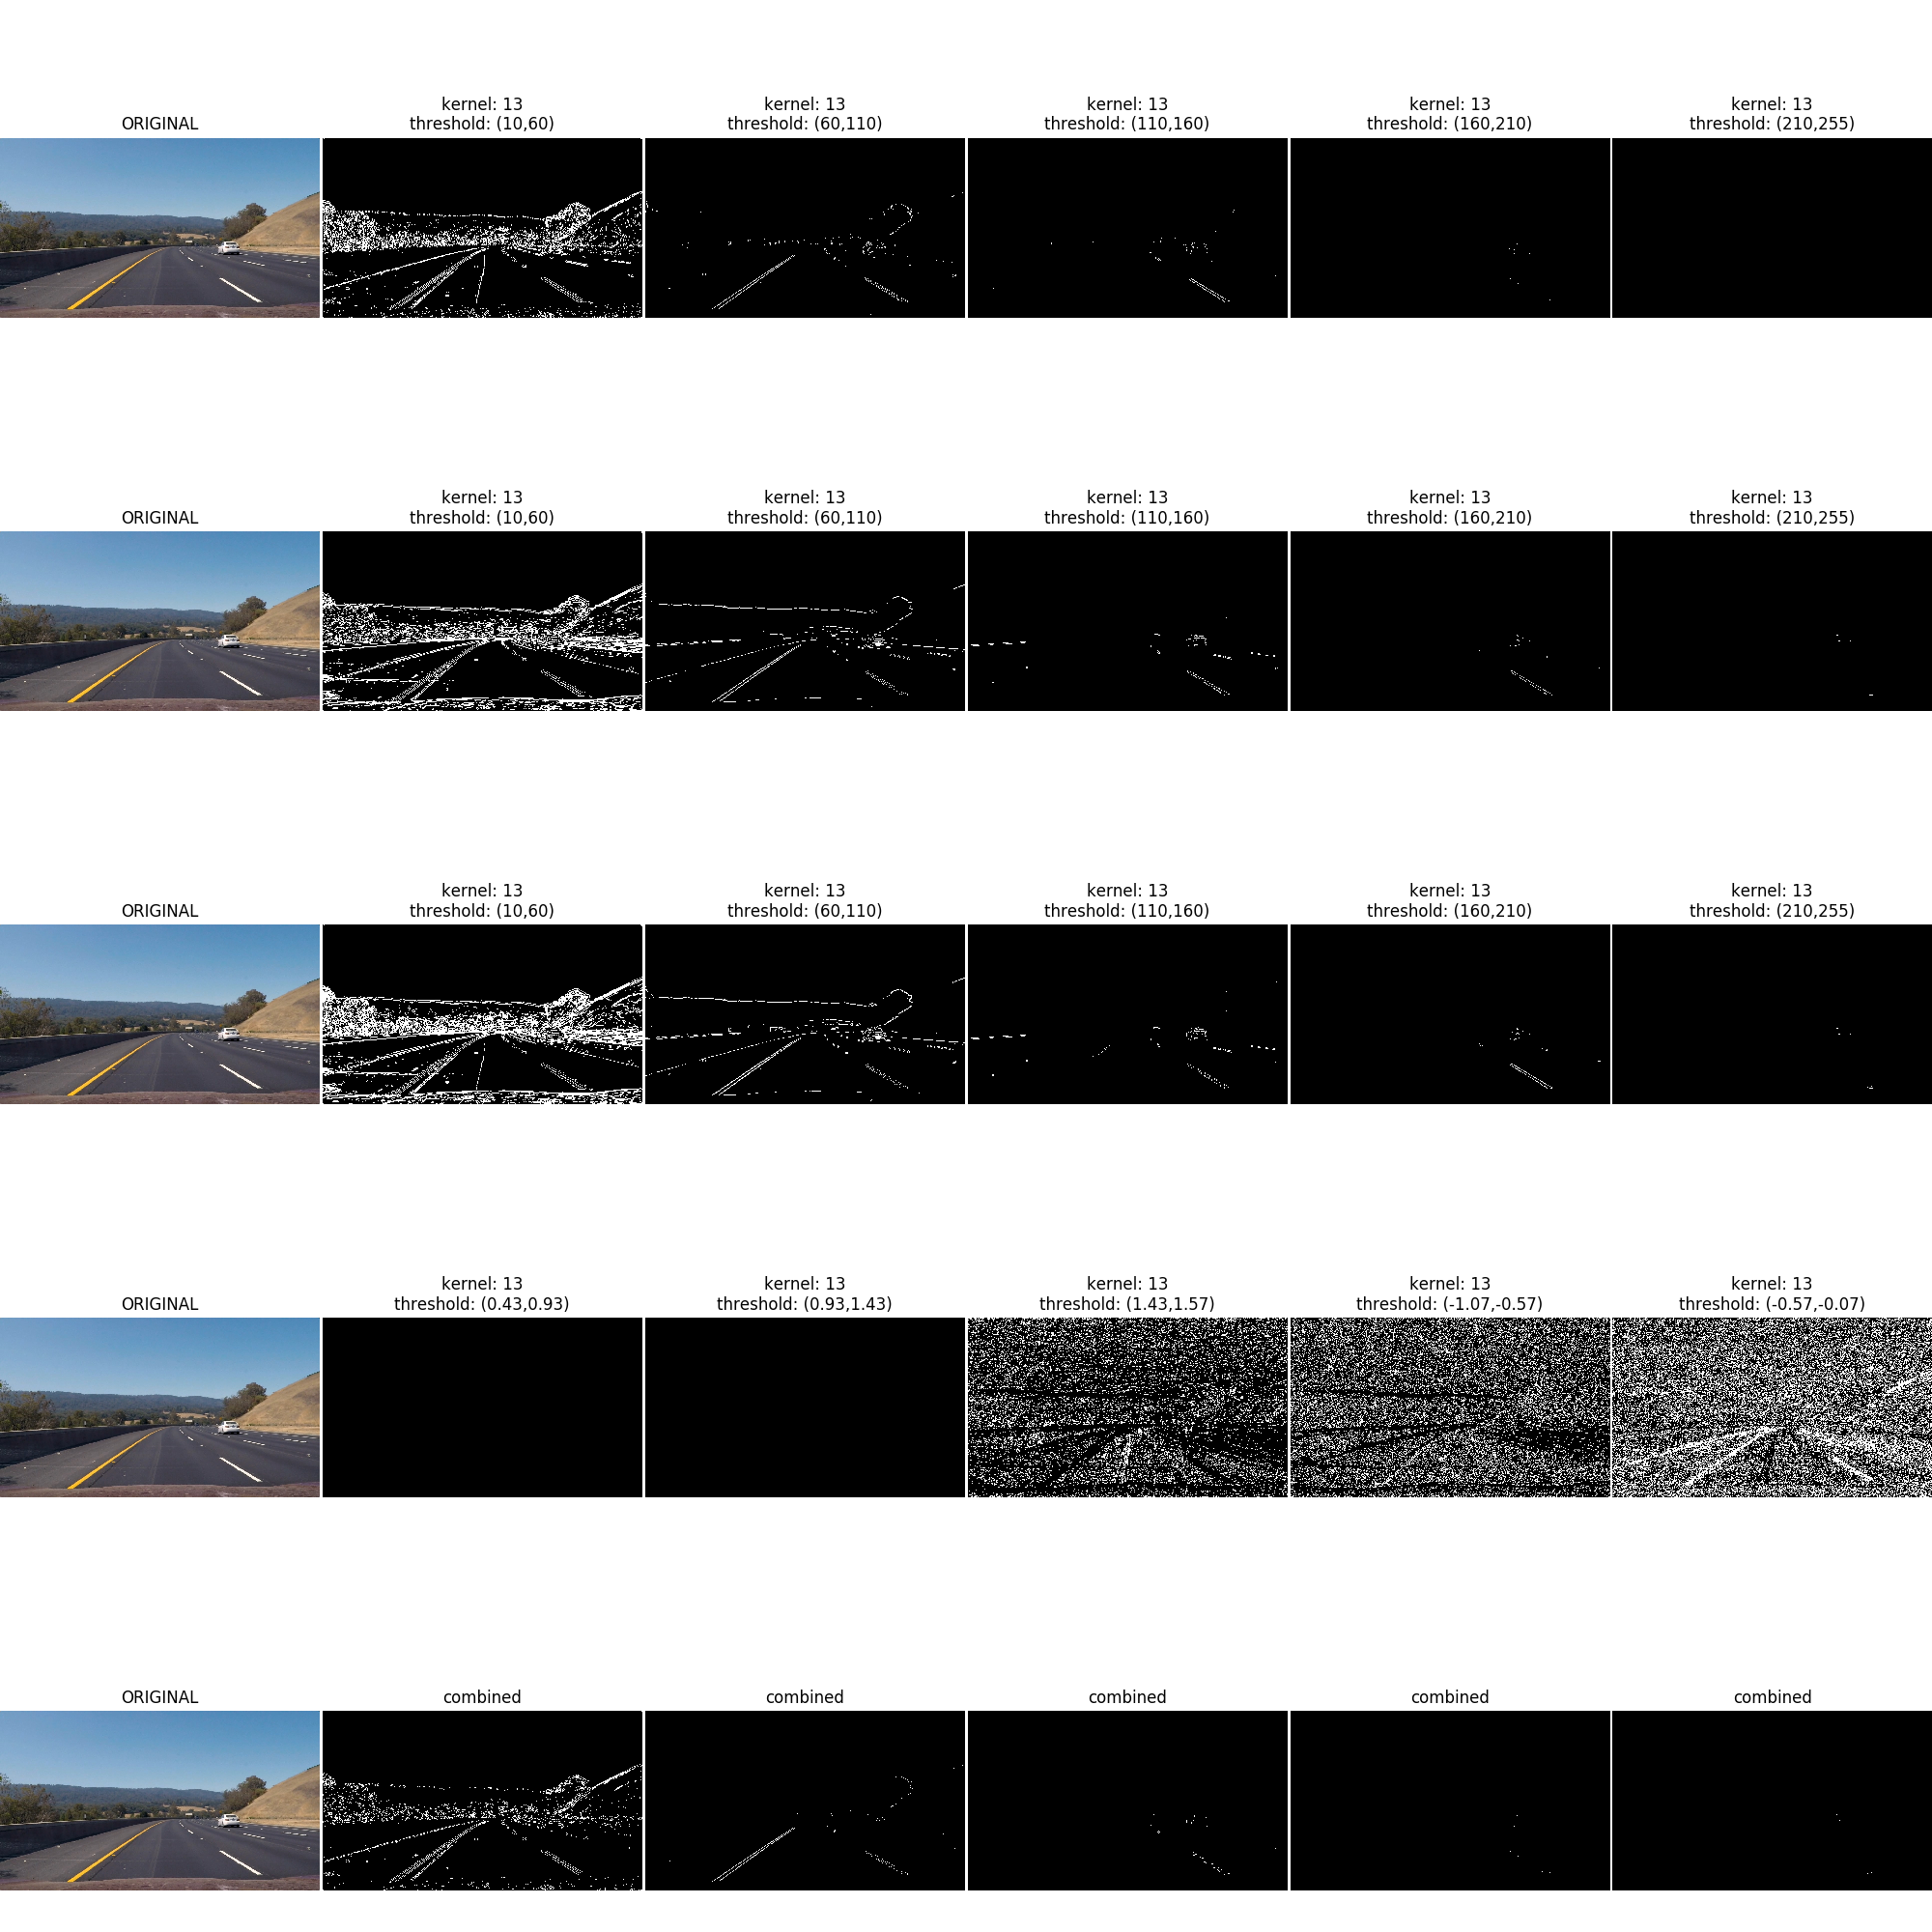 kernel: 13
kernel: 13
kernel: 13
kernel: 13
kernel: 13
ORIGINAL
threshold: (10,60)
threshold: (60,110)
threshold: (110,160)
threshold: (160,210)
threshold: (210,255)
kernel: 13
kernel: 13
kernel: 13
kernel: 13
kernel: 13
ORIGINAL
threshold: (10,60)
threshold: (60,110)
threshold: (110,160)
threshold: (160,210)
threshold: (210,255)
kernel: 13
kernel: 13
kernel: 13
kernel: 13
kernel: 13
ORIGINAL
threshold: (10,60)
threshold: (60,110)
threshold: (110,160)
threshold: (160,210)
threshold: (210,255)
kernel: 13
kernel: 13
kernel: 13
kernel: 13
kernel: 13
ORIGINAL
threshold: (0.43,0.93)
threshold: (0.93,1.43)
threshold: (1.43,1.57)
threshold: (-1.07,-0.57)
threshold: (-0.57,-0.07)
ORIGINAL
combined
combined
combined
combined
combined